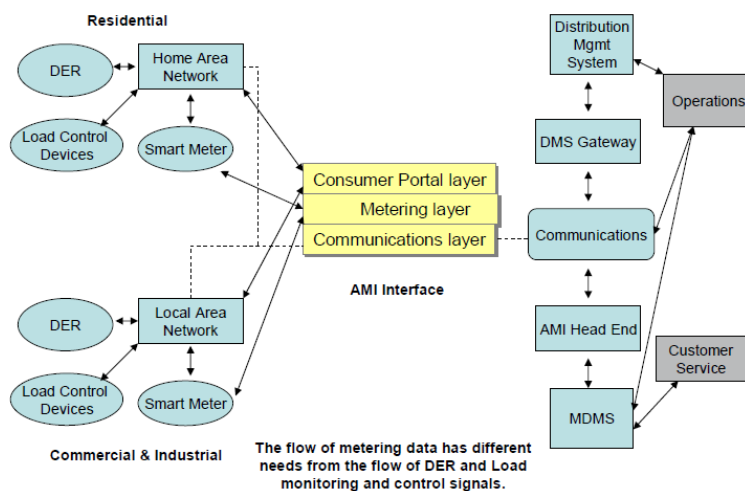 Residential
DER
Home Area
Network
Load Control
Devices
Smart Meter
Consumer Portal layer
Metering layer
Communications layer
AMI Interface
Distribution
Mgmt
System
Operations
DMS Gateway
Communications
AMI Head End
Customer
Service
MDMS
DER
Local Area
Network
Load Control
Devices
Smart Meter
Commercial & Industrial
The flow of metering data has different
needs from the flow of DER and Load
monitoring and control signals.